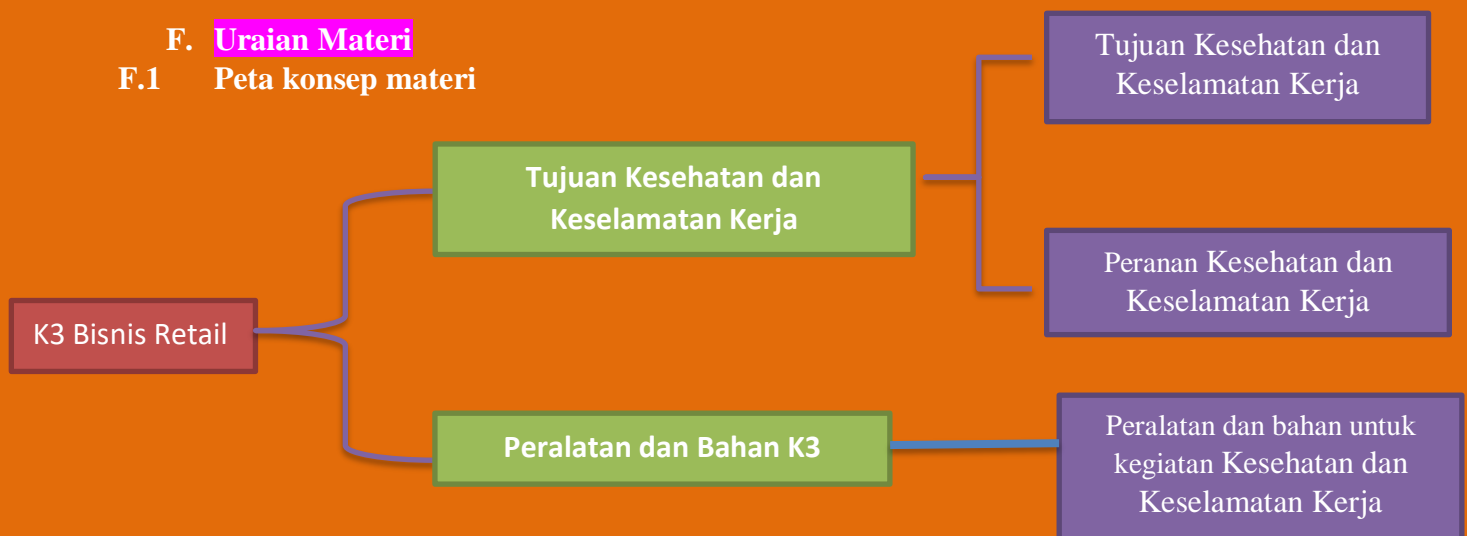 F. Uraian Materi
F.1 Peta konsep materi
Tujuan Kesehatan dan
Keselamatan Kerja
Tujuan Kesehatan dan
Keselamatan Kerja
Peranan Kesehatan dan
Keselamatan Kerja
K3 Bisnis Retail
Peralatan dan Bahan K3
Peralatan dan bahan untuk
kegiatan Kesehatan dan
Keselamatan Kerja